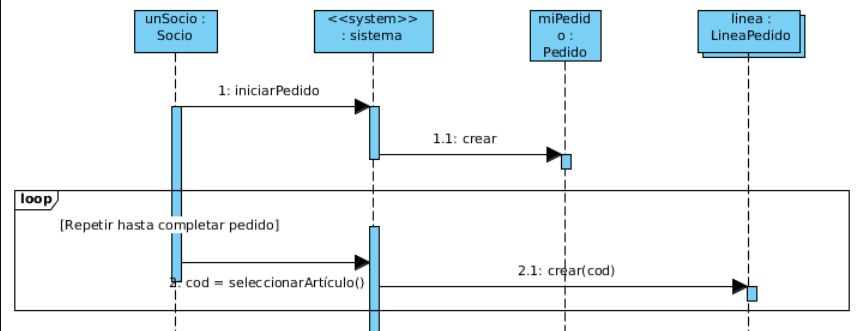 unSocio :
Socio
<<system>>
: sistema
miPedid
o :
Pedido
linea :
LineaPedido
1: iniciarPedido
1.1: crear
loop
[Repetir hasta completar pedido]
2: cod = seleccionarArtículo()
2.1: crear(cod)